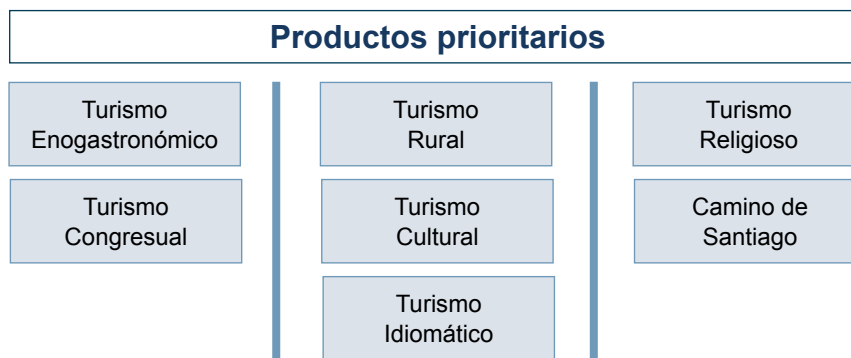 Productos prioritarios
Turismo
Enogastronómico
Turismo
Congresual
Turismo
Rural
Turismo
Cultural
Turismo
Idiomático
Turismo
Religioso
Camino de
Santiago